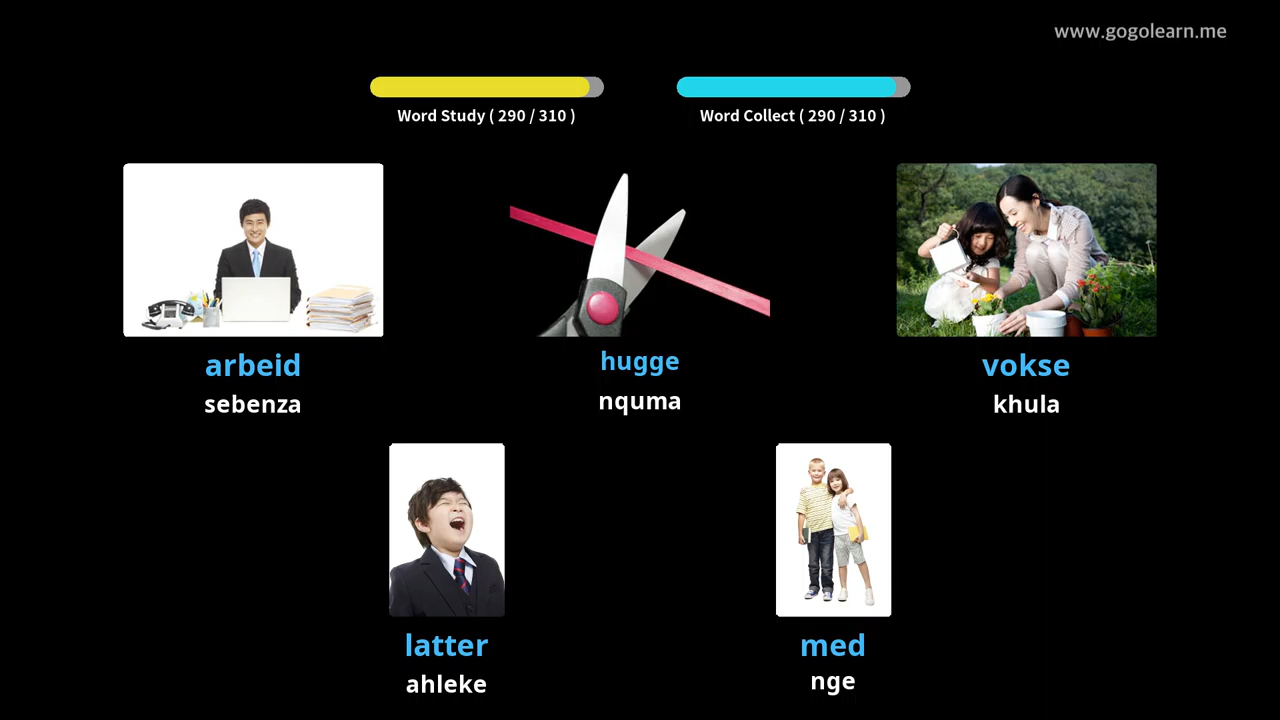 www.gogolearn.me
Word Study ( 290 / 310 )
Word Collect ( 290 / 310 )
arbeid
sebenza
hugge
nquma
vokse
khula
latter
ahleke
med
nge